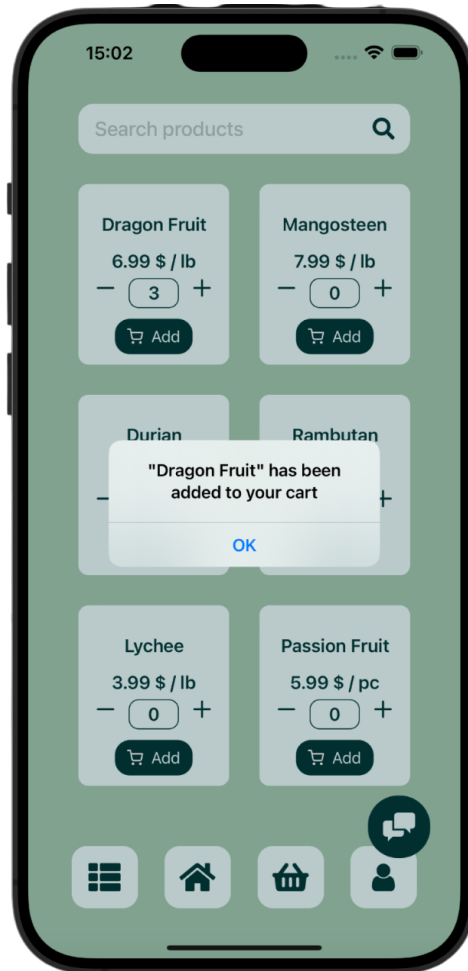 15:02
Search products
Dragon Fruit
6.99 $ / lb
3
Add
Mangosteen
7.99 $ / lb
0
Add
Durian
Rambutan
"Dragon Fruit" has been
added to your cart
OK
Lychee
3.99 $ / lb
0
Add
Passion Fruit
5.99 $ / pc
0
Add